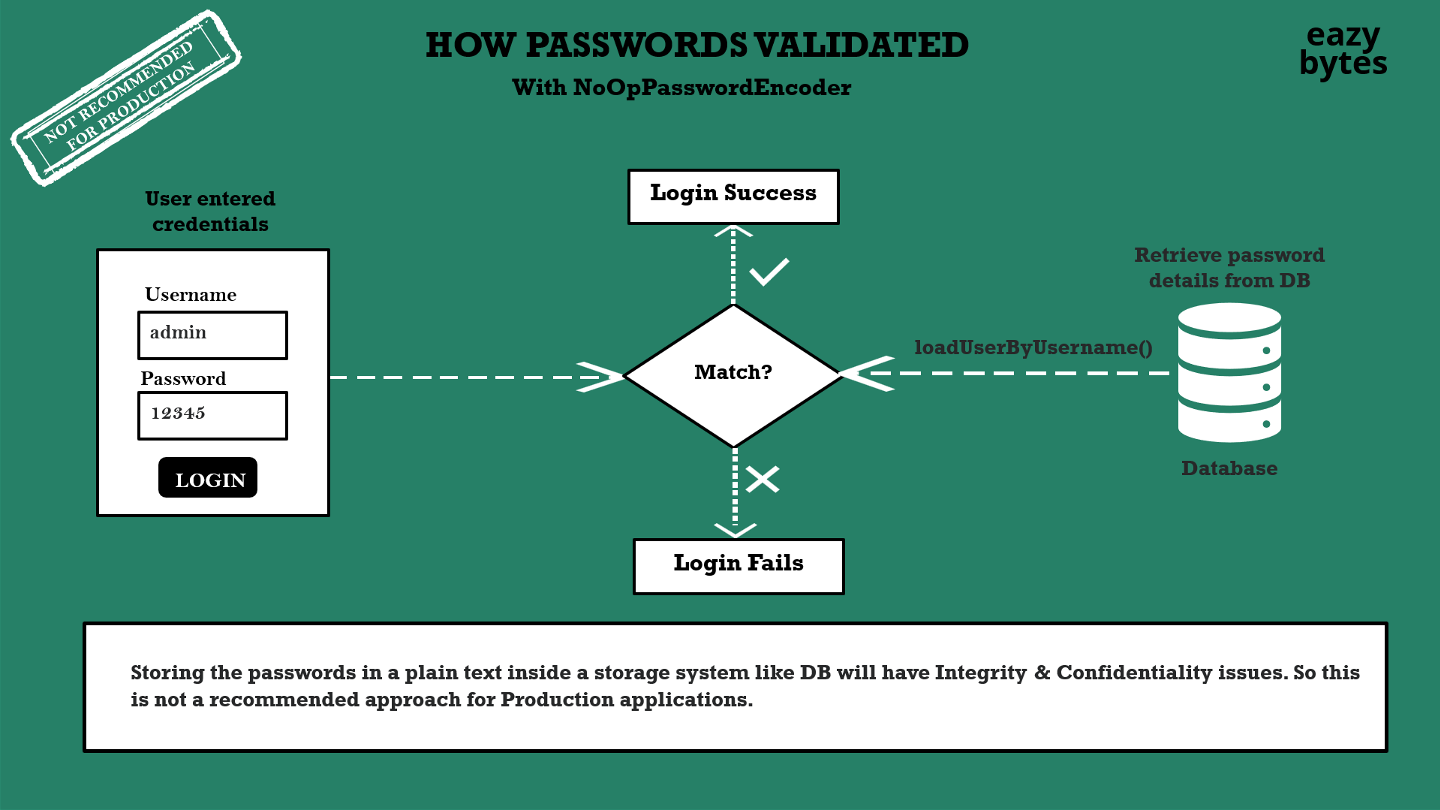 HOW PASSWORDS VALIDATED
With NoOpPasswordEncoder
eazy
bytes
NOT RECOMMENDED
FOR PRODUCTION
User entered
credentials
Username
admin
Password
12345
LOGIN
Login Success
Match?
Login Fails
Retrieve password
details from DB
loadUserByUsername()
Database
Storing the passwords in a plain text inside a storage system like DB will have Integrity & Confidentiality issues. So this
is not a recommended approach for Production applications.